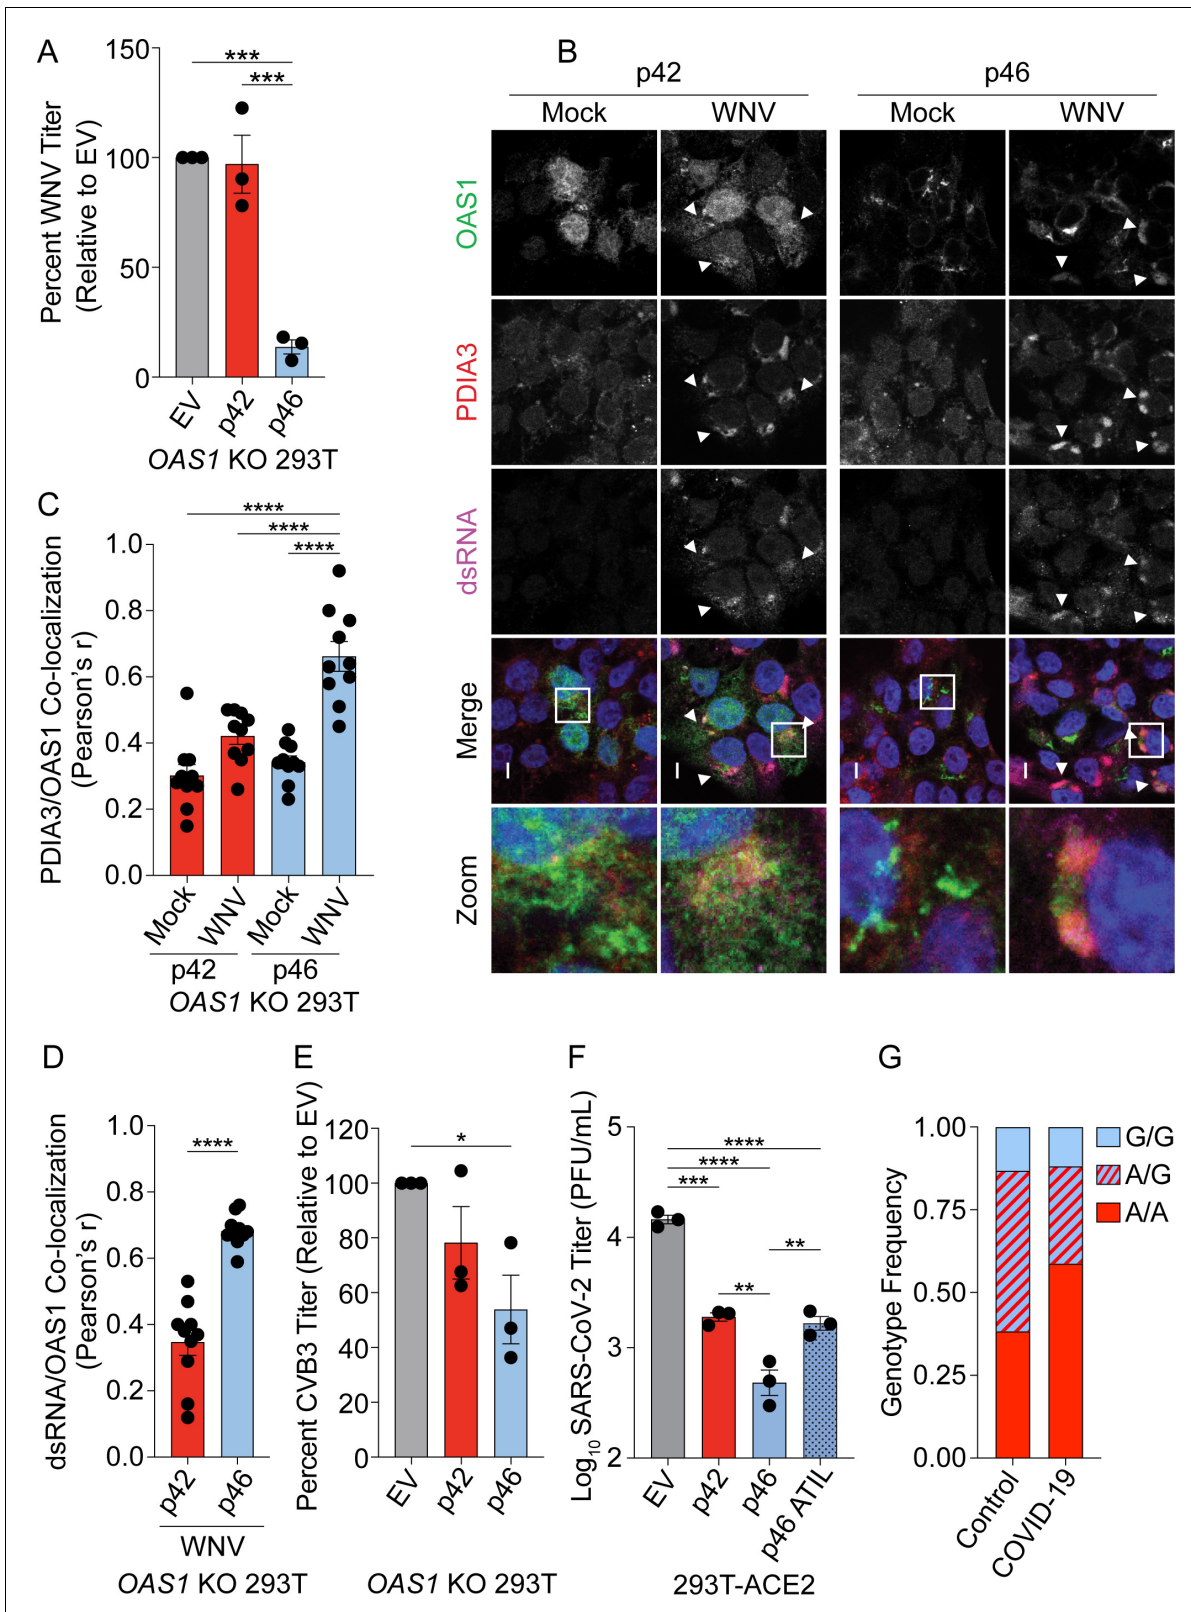 A
Percent WNV Titer
(Relative to EV)
150
100
50
0
***
***
EV
p42
p46
OAS1 KO 293T
B
p42
p46
Mock
WNV
Mock
WNV
OAS1
PDIA3
dsRNA
Merge
Zoom
C
PDIA3/OAS1 Co-localization
(Pearson's r)
1.0
0.8
0.6
0.4
0.2
0.0
****
****
****
Mock
WNV
Mock
WNV
p42
p46
OAS1 KO 293T
D
dsRNA/OAS1 Co-localization
(Pearson's r)
1.0
0.8
0.6
0.4
0.2
0.0
****
p42
p46
WNV
OAS1 KO 293T
E
Percent CVB3 Titer (Relative to EV)
120
100
80
60
40
20
0
*
EV
p42
p46
OAS1 KO 293T
F
Log10 SARS-CoV-2 Titer (PFU/mL)
5
4
3
2
****
****
***
**
**
EV
p42
p46
p46 ATIL
293T-ACE2
G
Genotype Frequency
1.00
0.75
0.50
0.25
0.00
G/G
A/G
A/A
Control
COVID-19